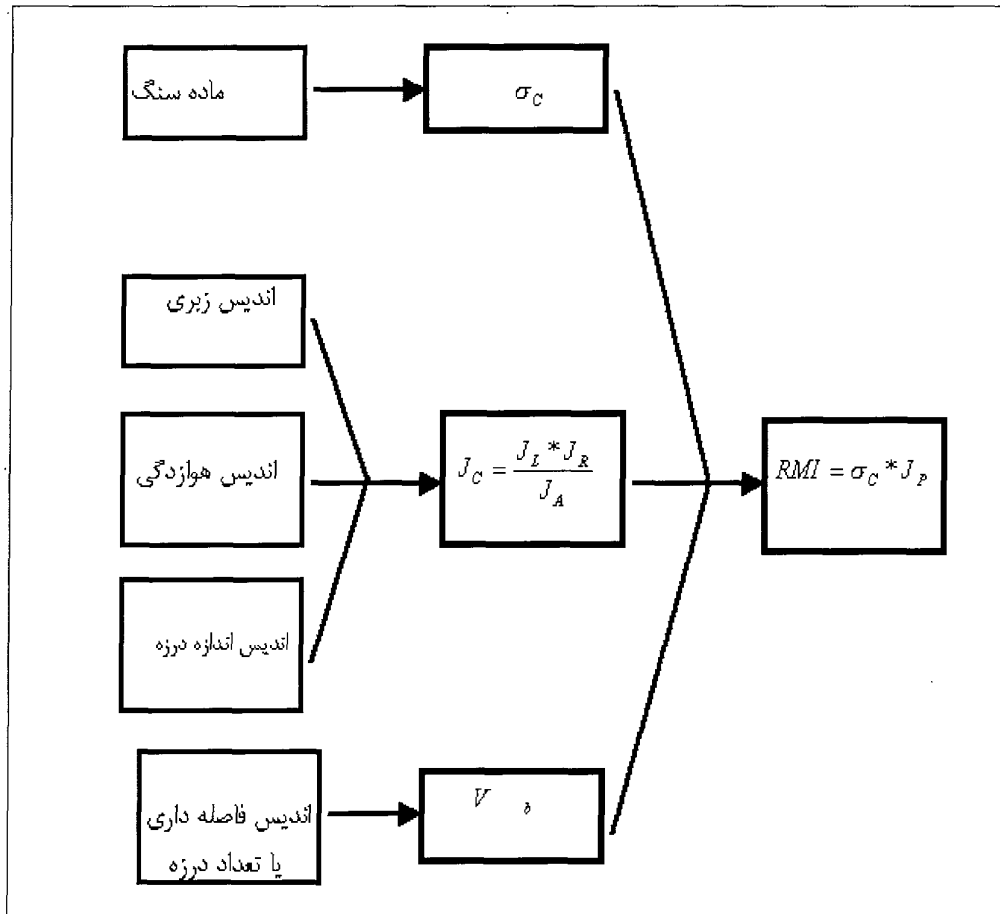 ماده سنگ
σ_C
اندیس زبری
اندیس هوازدگی
J_C = \frac{J_L * J_R}{J_A}
RMI = σ_C * J_P
اندیس اندازه درزه
اندیس فاصله داری
یا تعداد درزه
V b